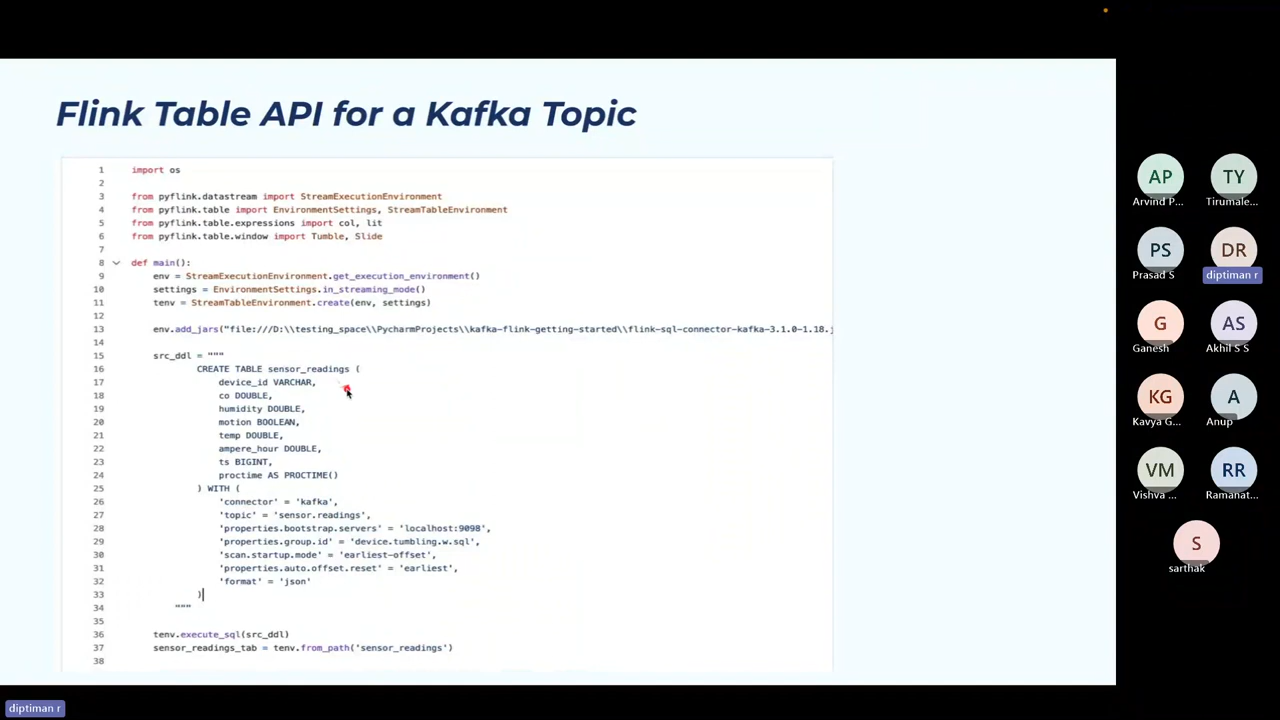 Flink Table API for a Kafka Topic
1 import os
2
3 from pyflink.datastream import StreamExecutionEnvironment
4 from pyflink.table import EnvironmentSettings, StreamTableEnvironment
5 from pyflink.table.expressions import col, lit
6 from pyflink.table.window import Tumble, Slide
7
8 def main():
9 env = StreamExecutionEnvironment.get_execution_environment()
10 settings = EnvironmentSettings.in_streaming_mode()
11 tenv = StreamTableEnvironment.create(env, settings)
12
13 env.add_jars("file:///D:\\testing_space\\PycharmProjects\\kafka-flink-getting-started\\flink-sql-connector-kafka-3.1.0-1.18.j
14
15 src_ddl = """
16 CREATE TABLE sensor_readings (
17 device_id VARCHAR,
18 co DOUBLE,
19 humidity DOUBLE,
20 motion BOOLEAN,
21 temp DOUBLE,
22 ampere_hour DOUBLE,
23 ts BIGINT,
24 proctime AS PROCTIME()
25 ) WITH (
26 'connector' = 'kafka',
27 'topic' = 'sensor.readings',
28 'properties.bootstrap.servers' = 'localhost:9098',
29 'properties.group.id' = 'device.tumbling.w.sql',
30 'scan.startup.mode' = 'earliest-offset',
31 'properties.auto.offset.reset' = 'earliest',
32 'format' = 'json'
33 )
34 """
35
36 tenv.execute_sql(src_ddl)
37 sensor_readings_tab = tenv.from_path('sensor_readings')
38
AP TY
Arvind P... Tirumale...
PS DR
Prasad S diptiman r
G AS
Ganesh Akhil S S
KG A
Kavya G... Anup
VM RR
Vishva ... Ramanat...
S
sarthak
diptiman r